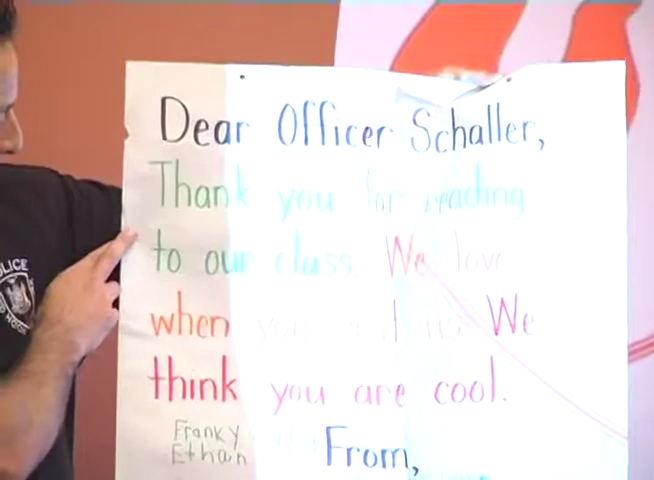 Dear Officer Schaller,
Thank you for reading
to our class. We love
when you us. We
think you are cool.
Franky
Ethan
From,
POLICE